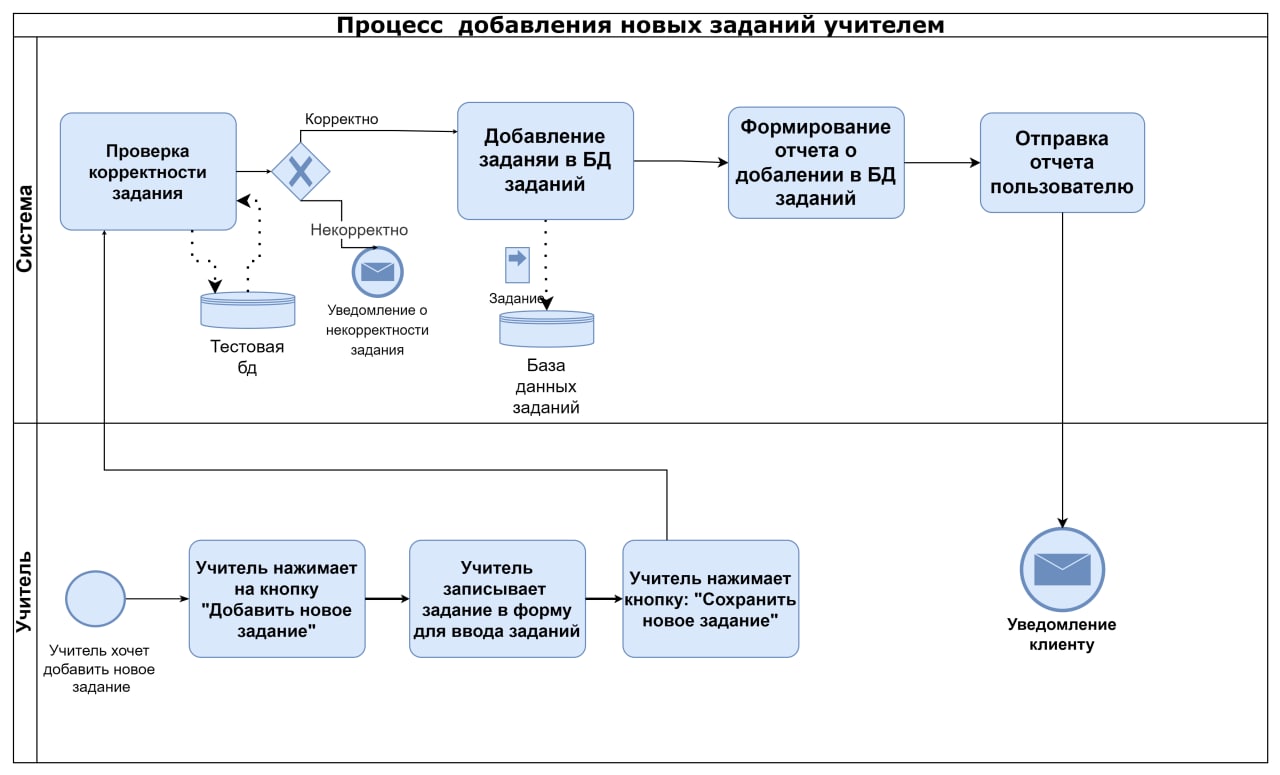 Процесс  добавления новых заданий учителем
Система
Проверка
корректности
задания
Корректно
Некорректно
Уведомление о
некорректности
задания
Тестовая
бд
Добавление
заданяи в БД
заданий
Задание
База
данных
заданий
Формирование
отчета о
добалении в БД
заданий
Отправка
отчета
пользователю
Учитель
Учитель хочет
добавить новое
задание
Учитель нажимает
на кнопку
"Добавить новое
задание"
Учитель
записывает
задание в форму
для ввода заданий
Учитель нажимает
кнопку: "Сохранить
новое задание"
Уведомление
клиенту